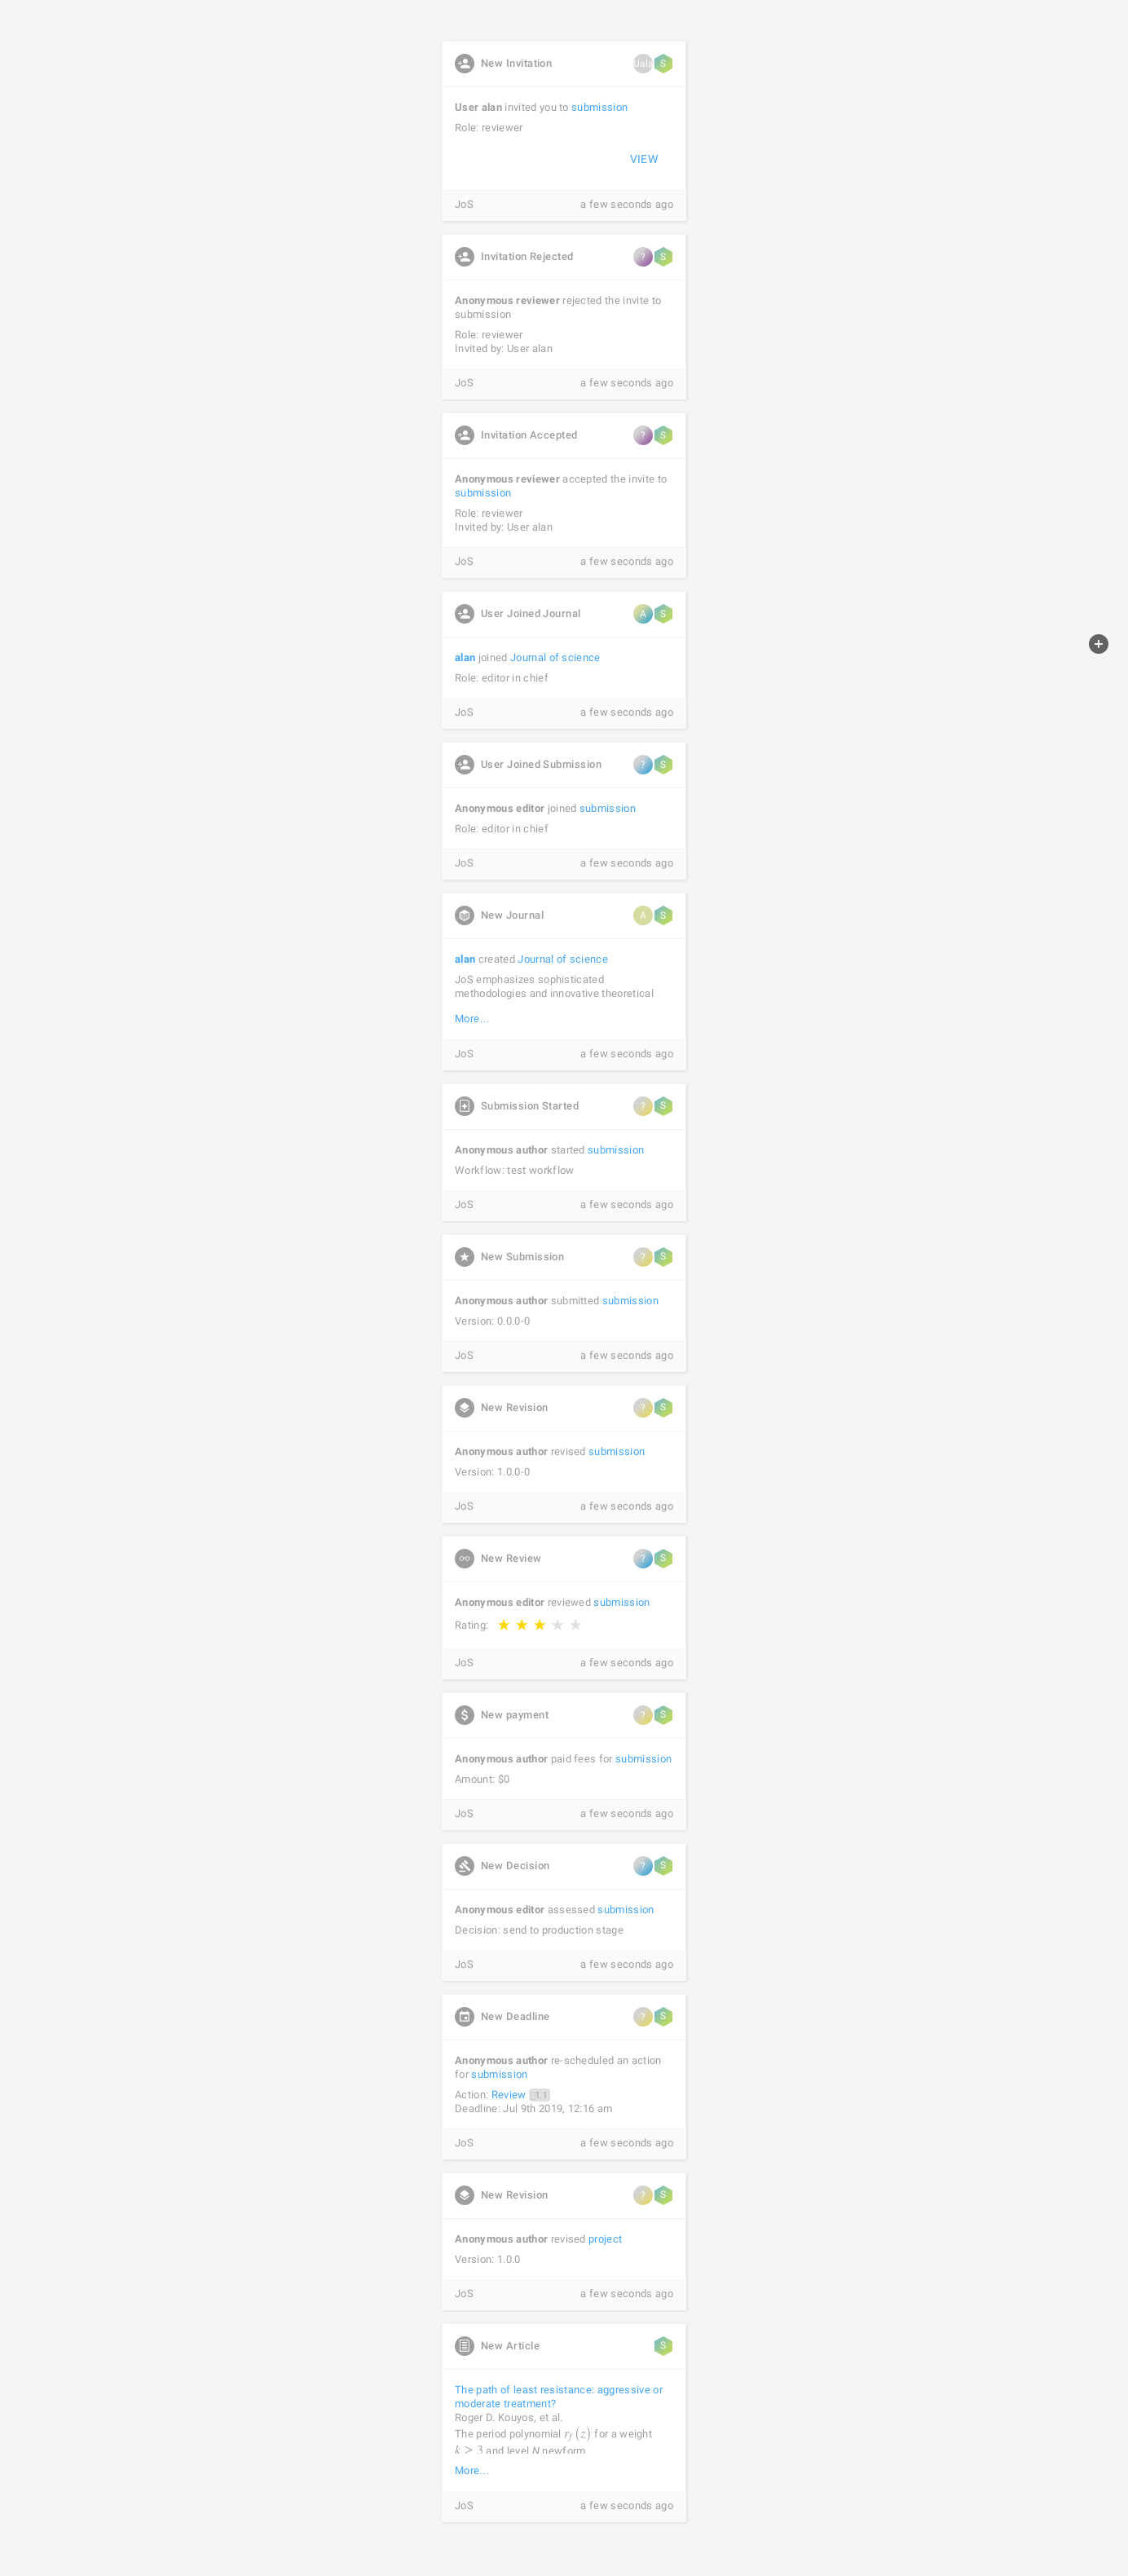 New Invitation
S
User alan invited you to submission
Role: reviewer
VIEW
JoS a few seconds ago
Invitation Rejected
? S
Anonymous reviewer rejected the invite to
submission
Role: reviewer
Invited by: User alan
JoS a few seconds ago
Invitation Accepted
? S
Anonymous reviewer accepted the invite to
submission
Role: reviewer
Invited by: User alan
JoS a few seconds ago
User Joined Journal
A S
alan joined Journal of science
Role: editor in chief
JoS a few seconds ago
User Joined Submission
? S
Anonymous editor joined submission
Role: editor in chief
JoS a few seconds ago
New Journal
A S
alan created Journal of science
JoS emphasizes sophisticated
methodologies and innovative theoretical
More...
JoS a few seconds ago
Submission Started
? S
Anonymous author started submission
Workflow: test workflow
JoS a few seconds ago
New Submission
? S
Anonymous author submitted submission
Version: 0.0.0-0
JoS a few seconds ago
New Revision
? S
Anonymous author revised submission
Version: 1.0.0-0
JoS a few seconds ago
New Review
? S
Anonymous editor reviewed submission
Rating:
JoS a few seconds ago
New payment
? S
Anonymous author paid fees for submission
Amount: $0
JoS a few seconds ago
New Decision
? S
Anonymous editor assessed submission
Decision: send to production stage
JoS a few seconds ago
New Deadline
? S
Anonymous author re-scheduled an action
for submission
Action: Review 1.1
Deadline: Jul 9th 2019, 12:16 am
JoS a few seconds ago
New Revision
? S
Anonymous author revised project
Version: 1.0.0
JoS a few seconds ago
New Article
S
The path of least resistance: aggressive or
moderate treatment?
Roger D. Kouyos, et al.
The period polynomial r_f (z) for a weight
k ≥ 3 and level N newform
More...
JoS a few seconds ago